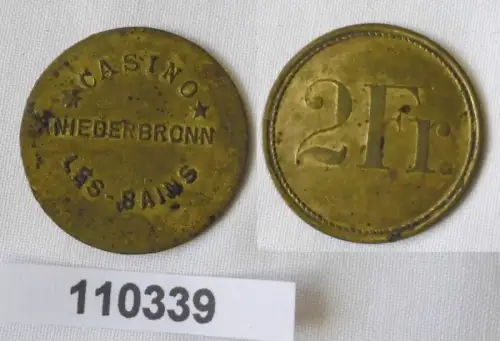 CASINO
NIEDERBRONN
LES-BAINS
2Fr.
110339